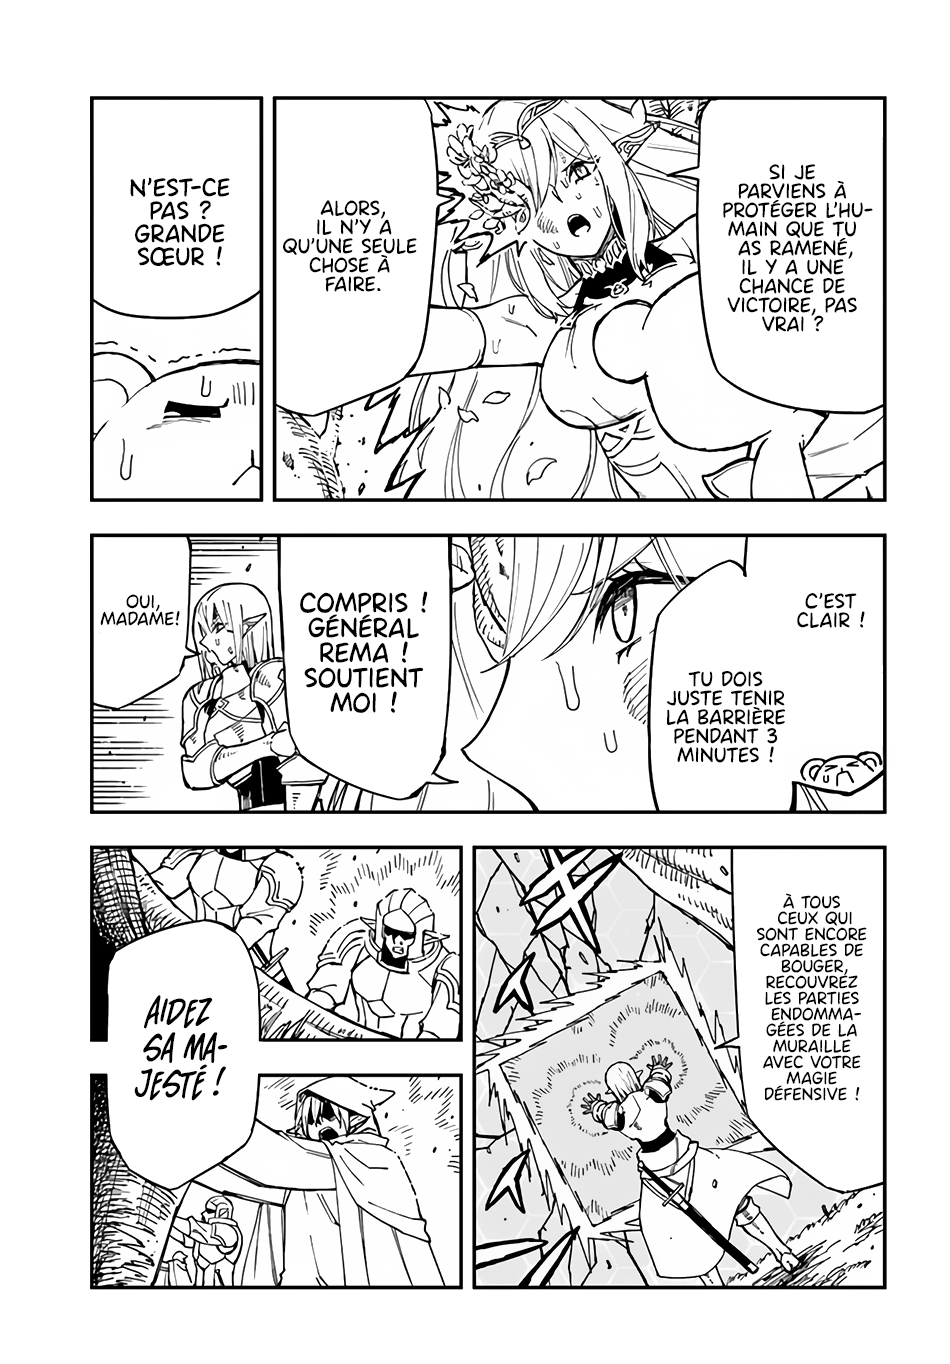 SI JE
PARVIENS À
PROTÉGER L'HU-
MAIN QUE TU
AS RAMENÉ,
IL Y A UNE
CHANCE DE
VICTOIRE, PAS
VRAI ?
ALORS,
IL N'Y A
QU'UNE SEULE
CHOSE À
FAIRE.
N'EST-CE
PAS ?
GRANDE
SŒUR !
C'EST
CLAIR !
TU DOIS
JUSTE TENIR
LA BARRIÈRE
PENDANT 3
MINUTES !
COMPRIS !
GÉNÉRAL
REMA !
SOUTIENT
MOI !
OUI,
MADAME!
À TOUS
CEUX QUI
SONT ENCORE
CAPABLES DE
BOUGER,
RECOUVREZ
LES PARTIES
ENDOMMA-
GÉES DE LA
MURAILLE
AVEC VOTRE
MAGIE
DÉFENSIVE !
AIDEZ
SA MA-
JESTÉ !